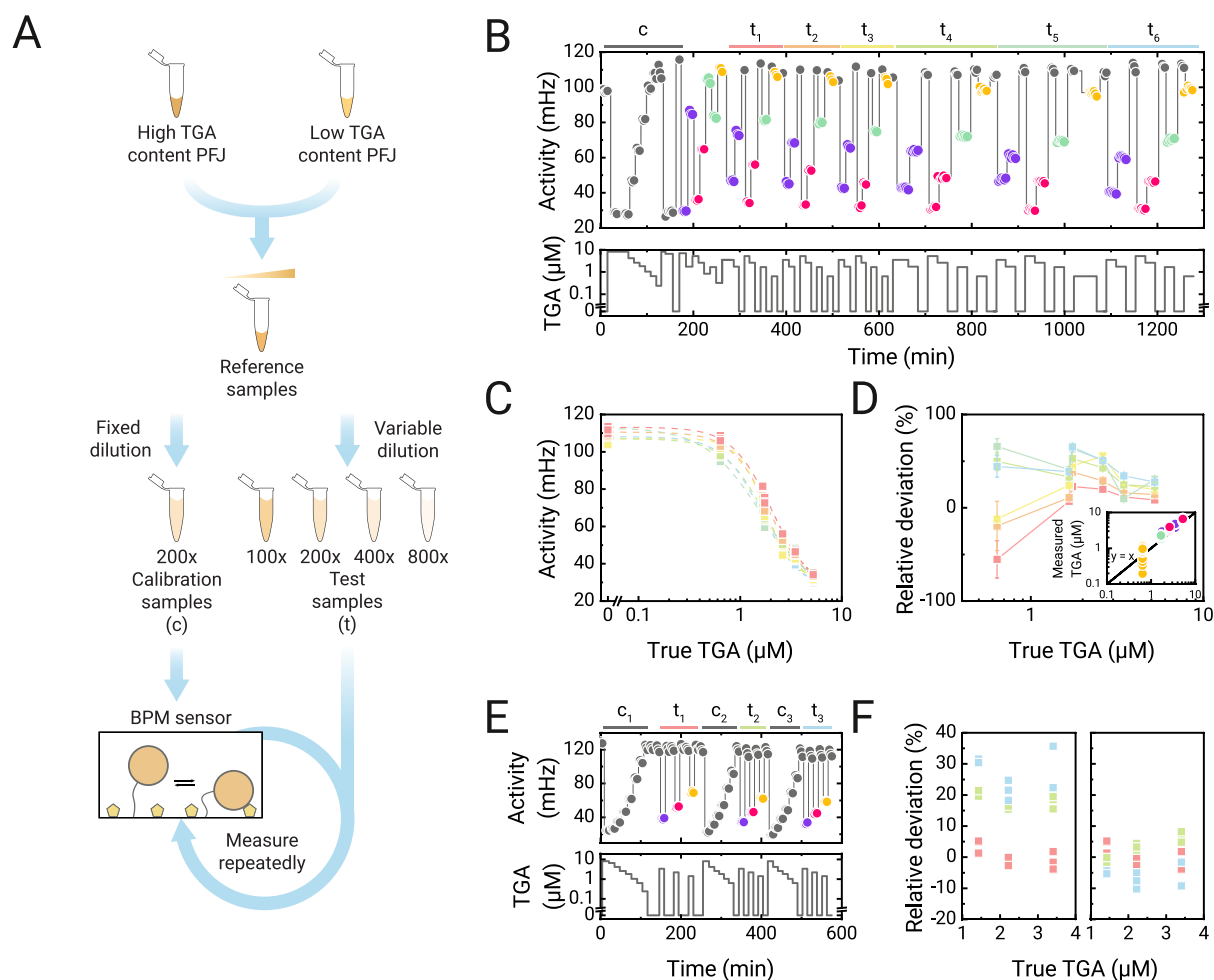 A
High TGA
content PFJ
Low TGA
content PFJ
Reference
samples
Fixed
dilution
Variable
dilution
200x
100x
200x
400x
800x
Calibration
samples
(c)
Test
samples
(t)
BPM sensor
Measure
repeatedly
B
c
t₁
t₂
t₃
t₄
t₅
t₆
Activity (mHz)
120
100
80
60
40
20
TGA (µM)
10
1
0.1
0
0
200
400
600
800
1000
1200
Time (min)
C
Activity (mHz)
120
100
80
60
40
20
0
0.1
1
10
True TGA (µM)
D
Relative deviation (%)
100
50
0
-50
-100
1
10
True TGA (µM)
Measured
TGA (µM)
10
1
0.1
y = x
0.1
1
10
E
c₁
t₁
c₂
t₂
c₃
t₃
Activity
(mHz)
120
80
40
TGA
(µM)
10
1
0.1
0
0
200
400
600
Time (min)
F
Relative deviation (%)
40
30
20
10
0
-10
-20
1
2
3
4
1
2
3
4
True TGA (µM)